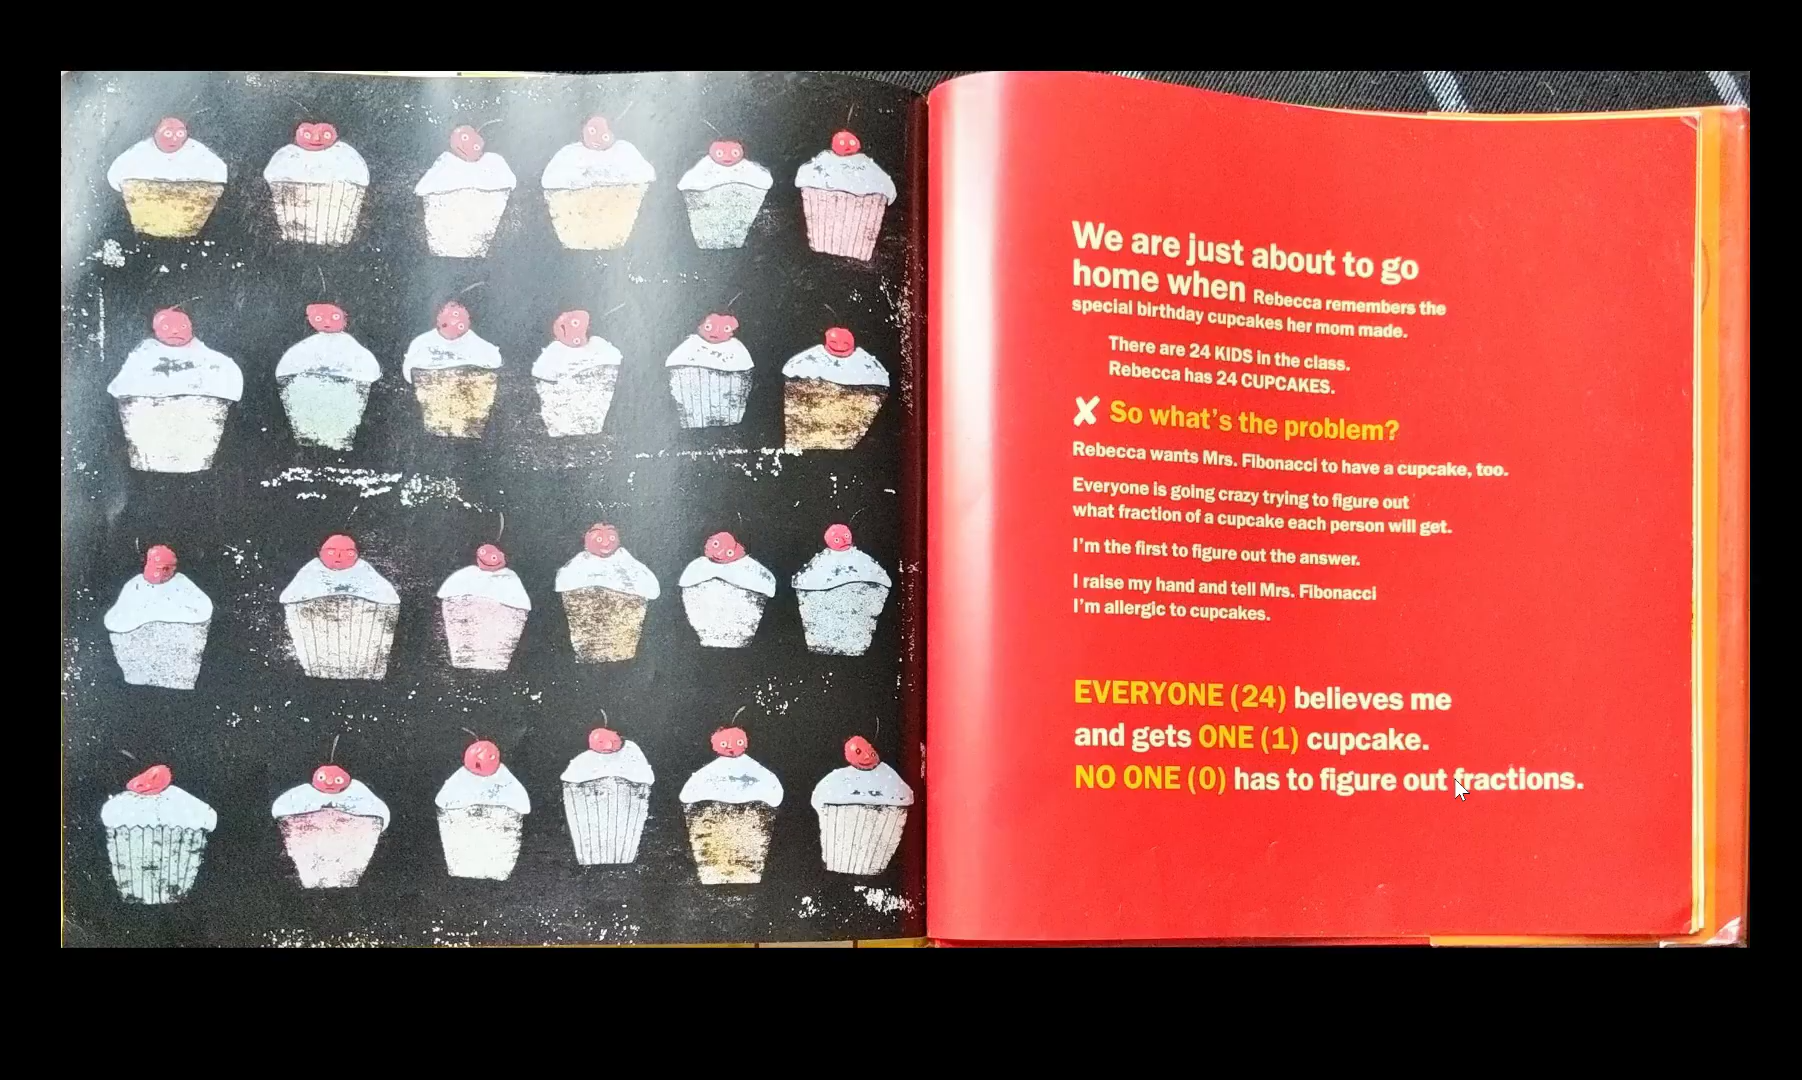 We are just about to go
home when Rebecca remembers the
special birthday cupcakes her mom made.
There are 24 KIDS in the class.
Rebecca has 24 CUPCAKES.
✘ So what's the problem?
Rebecca wants Mrs. Fibonacci to have a cupcake, too.
Everyone is going crazy trying to figure out
what fraction of a cupcake each person will get.
I'm the first to figure out the answer.
I raise my hand and tell Mrs. Fibonacci
I'm allergic to cupcakes.
EVERYONE (24) believes me
and gets ONE (1) cupcake.
NO ONE (0) has to figure out fractions.